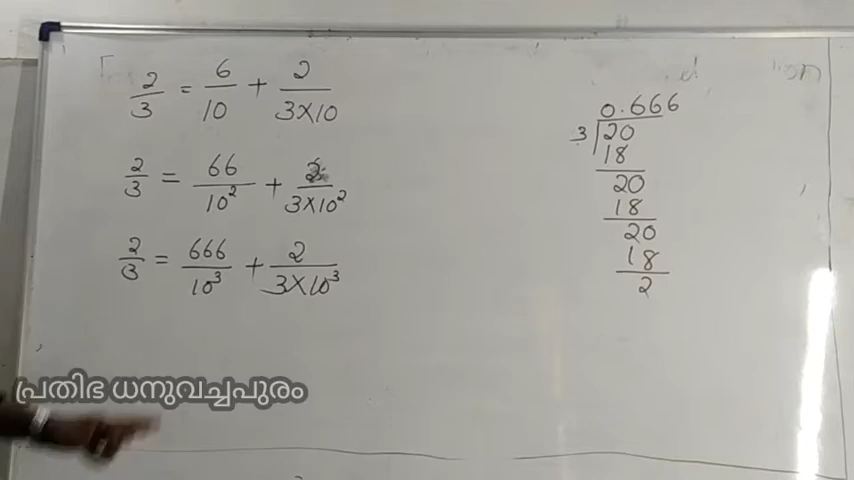 2/3 = 6/10 + 2/3×10
2/3 = 66/10² + 2/3×10²
2/3 = 666/10³ + 2/3×10³
0.666
3 20
18
20
18
20
18
2
പ്രതിഭ ധനുവച്ചപുരം